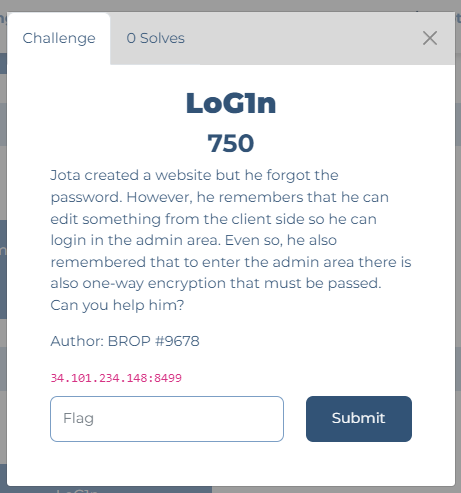 Challenge
0 Solves
LoG1n
750
Jota created a website but he forgot the
password. However, he remembers that he can
edit something from the client side so he can
login in the admin area. Even so, he also
remembered that to enter the admin area there is
also one-way encryption that must be passed.
Can you help him?
Author: BROP #9678
34.101.234.148:8499
Flag
Submit
LoG1n